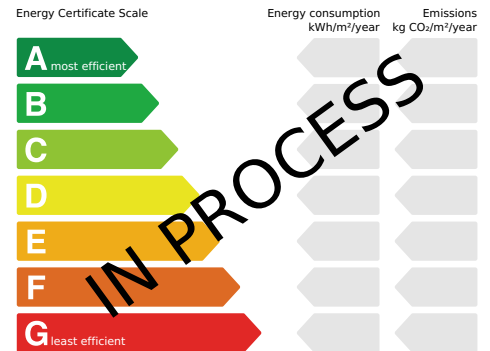 Energy Certificate Scale
Energy consumption
kWh/m²/year
Emissions
kg CO₂/m²/year
A most efficient
B
C
D
E
F
G least efficient
IN PROCESS